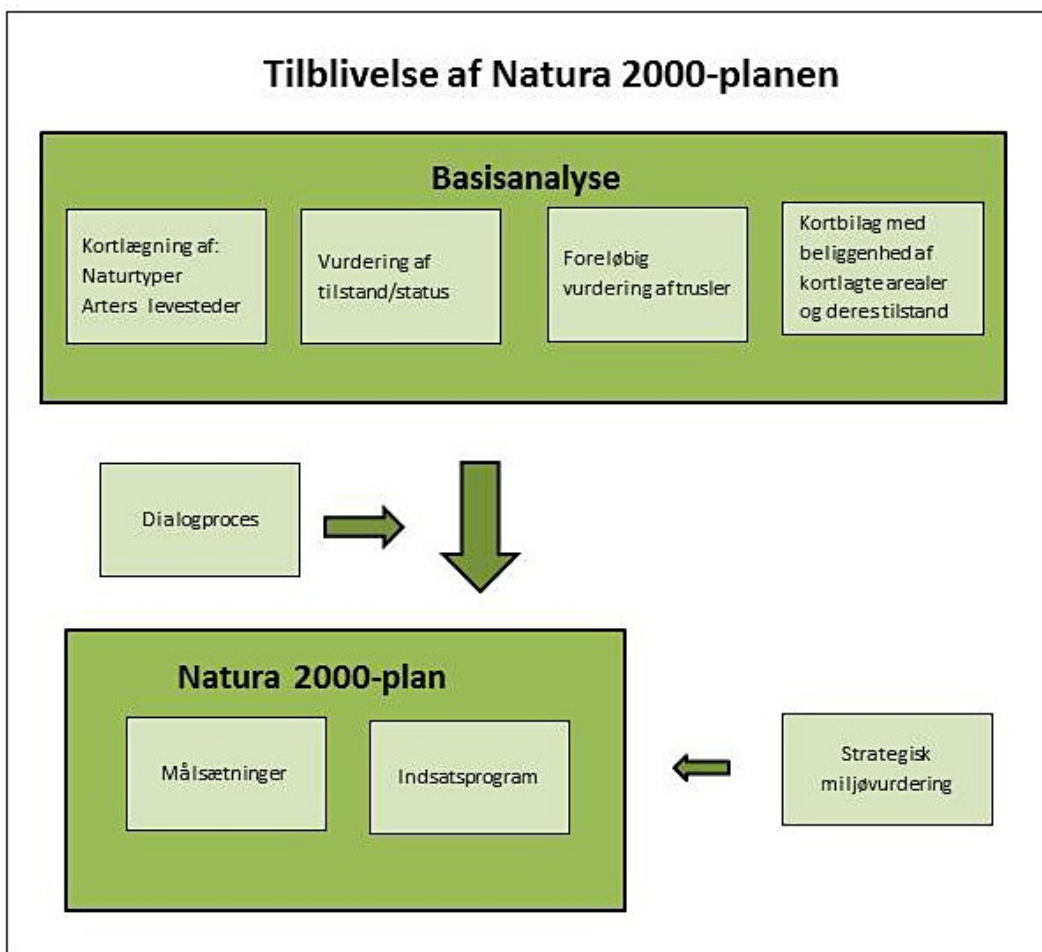 Tilblivelse af Natura 2000-planen
Basisanalyse
Kortlægning af:
Naturtyper
Arters levesteder
Vurdering af
tilstand/status
Foreløbig
vurdering af trusler
Kortbilag med
beliggenhed af
kortlagte arealer
og deres tilstand
Dialogproces
Natura 2000-plan
Målsætninger
Indsatsprogram
Strategisk
miljøvurdering